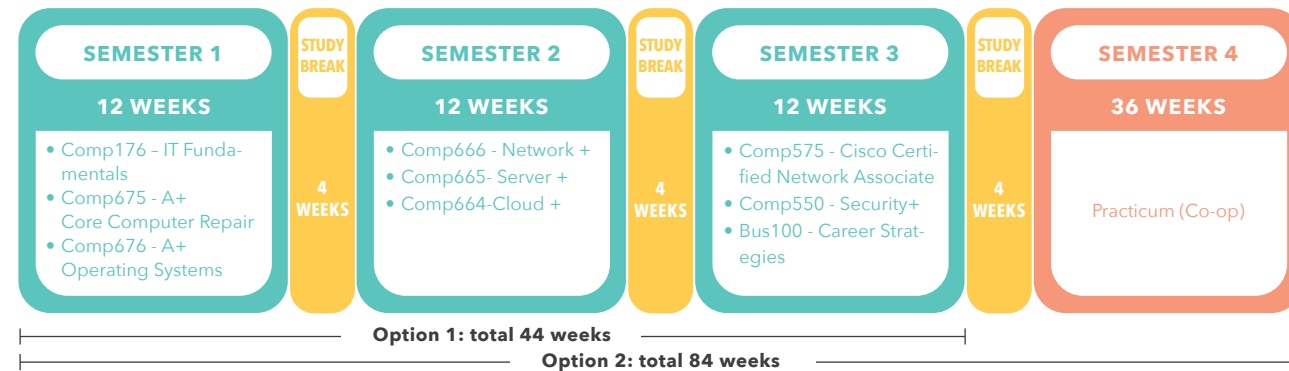 SEMESTER 1
12 WEEKS
• Comp176 – IT Funda-
mentals
• Comp675 - A+
Core Computer Repair
• Comp676 - A+
Operating Systems
STUDY
BREAK
4
WEEKS
SEMESTER 2
12 WEEKS
• Comp666 - Network +
• Comp665- Server +
• Comp664-Cloud +
STUDY
BREAK
4
WEEKS
SEMESTER 3
12 WEEKS
• Comp575 - Cisco Certi-
fied Network Associate
• Comp550 - Security+
• Bus100 - Career Strat-
egies
STUDY
BREAK
4
WEEKS
SEMESTER 4
36 WEEKS
Practicum (Co-op)
Option 1: total 44 weeks
Option 2: total 84 weeks